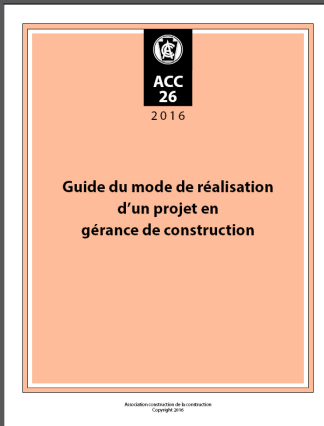 ACC
26
2016
Guide du mode de réalisation
d’un projet en
gérance de construction
Association construction de la construction
Copyright 2016